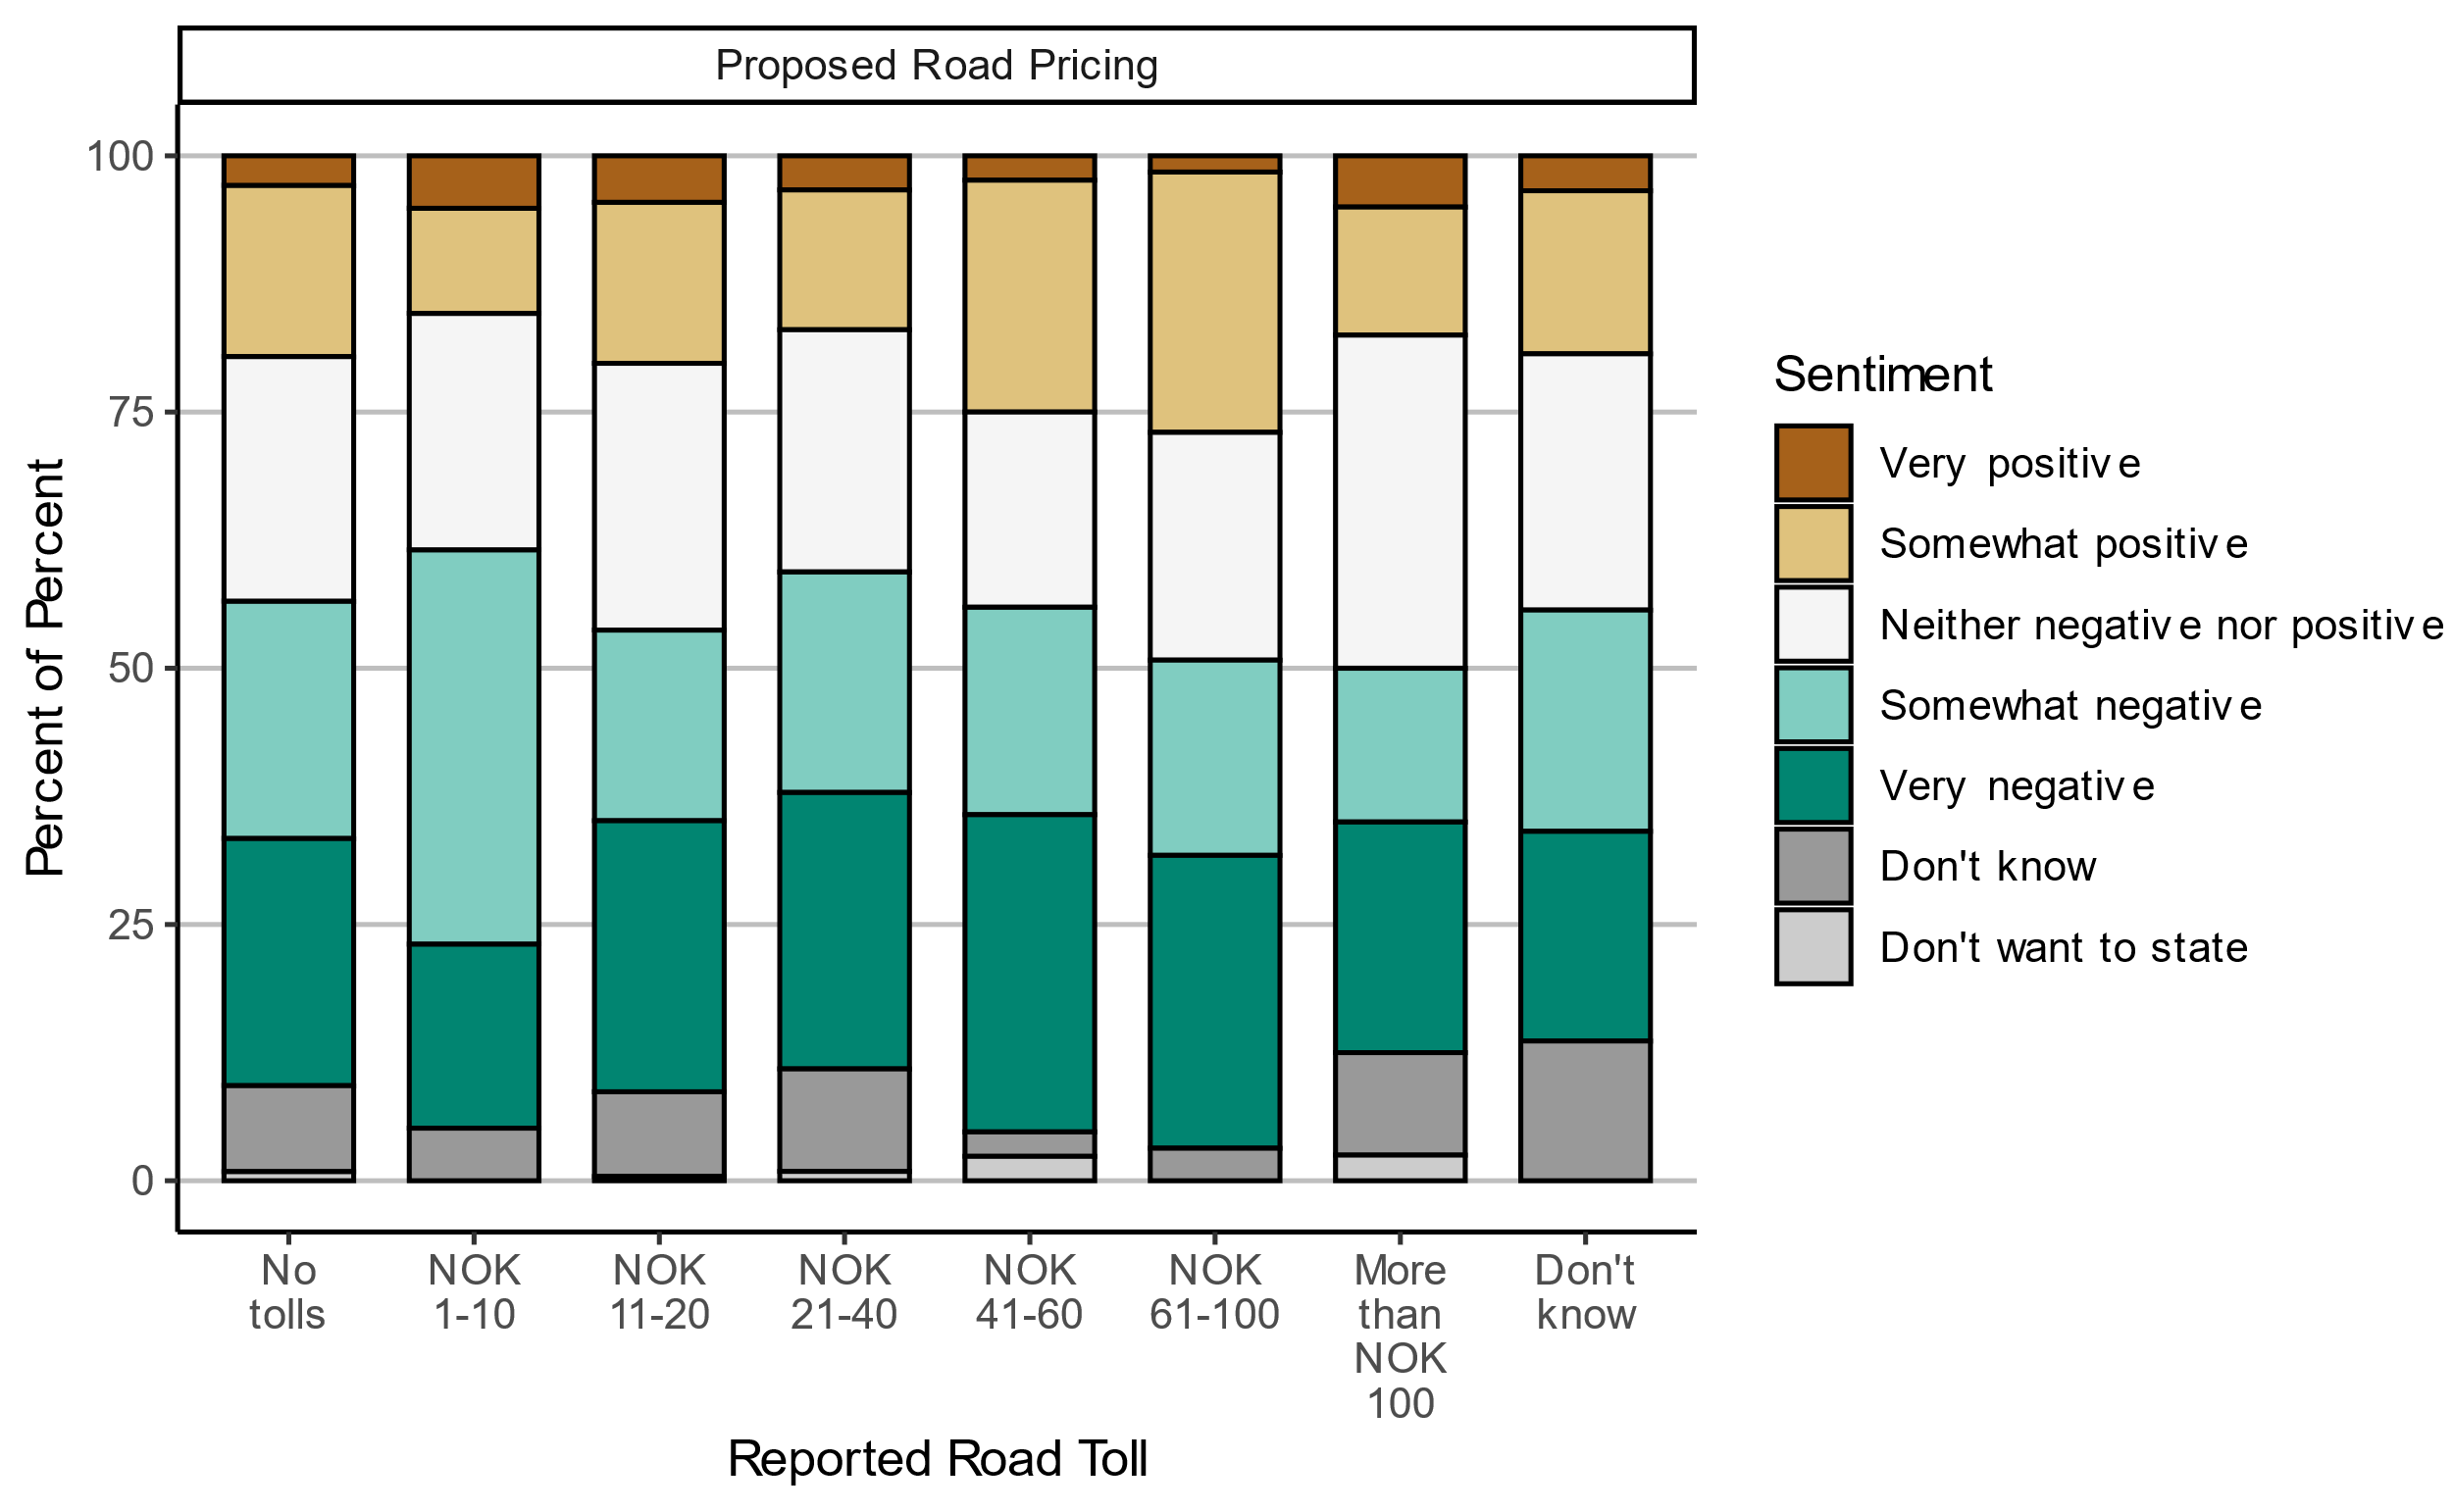 Proposed Road Pricing
100
75
50
25
0
Percent of Percent
No
tolls
NOK
1-10
NOK
11-20
NOK
21-40
NOK
41-60
NOK
61-100
More
than
NOK
100
Don't
know
Reported Road Toll
Sentiment
Very positive
Somewhat positive
Neither negative nor positive
Somewhat negative
Very negative
Don't know
Don't want to state